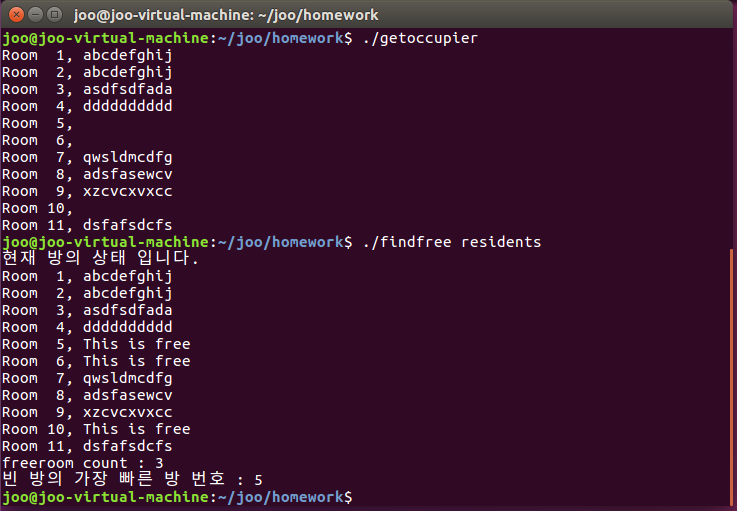 joo@joo-virtual-machine: ~/joo/homework
joo@joo-virtual-machine:~/joo/homework$ ./getoccupier
Room  1, abcdefghij
Room  2, abcdefghij
Room  3, asdfsdfada
Room  4, dddddddddd
Room  5,
Room  6,
Room  7, qwsldmcdfg
Room  8, adsfasewcv
Room  9, xzcvcxvxcc
Room 10,
Room 11, dsfafsdcfs
joo@joo-virtual-machine:~/joo/homework$ ./findfree residents
현재 방의 상태 입니다.
Room  1, abcdefghij
Room  2, abcdefghij
Room  3, asdfsdfada
Room  4, dddddddddd
Room  5, This is free
Room  6, This is free
Room  7, qwsldmcdfg
Room  8, adsfasewcv
Room  9, xzcvcxvxcc
Room 10, This is free
Room 11, dsfafsdcfs
freeroom count : 3
빈 방의 가장 빠른 방 번호 : 5
joo@joo-virtual-machine:~/joo/homework$